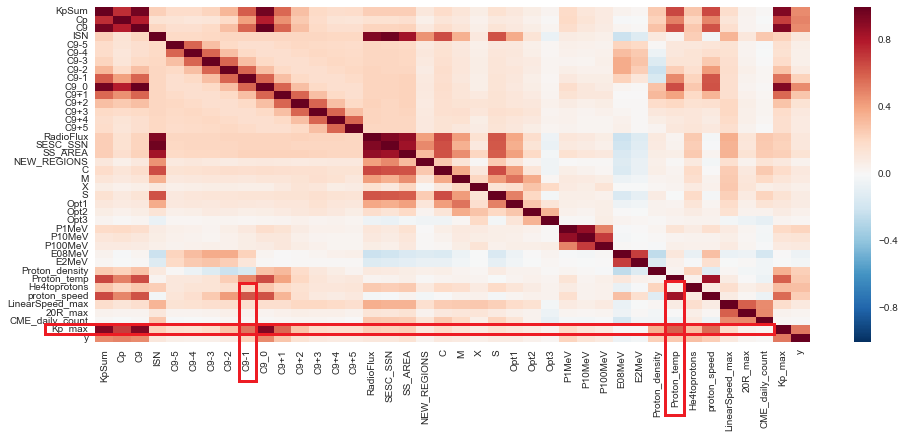 KpSum
Cp
C9
ISN
C9-5
C9-4
C9-3
C9-2
C9-1
C9_0
C9+1
C9+2
C9+3
C9+4
C9+5
RadioFlux
SESC_SSN
SS_AREA
NEW_REGIONS
C
M
X
S
Opt1
Opt2
Opt3
P1MeV
P10MeV
P100MeV
E08MeV
E2MeV
Proton_density
Proton_temp
He4toprotons
proton_speed
LinearSpeed_max
20R_max
CME_daily_count
Kp_max
y
KpSum
Cp
C9
ISN
C9-5
C9-4
C9-3
C9-2
C9-1
C9_0
C9+1
C9+2
C9+3
C9+4
C9+5
RadioFlux
SESC_SSN
SS_AREA
NEW_REGIONS
C
M
X
S
Opt1
Opt2
Opt3
P1MeV
P10MeV
P100MeV
E08MeV
E2MeV
Proton_density
Proton_temp
He4toprotons
proton_speed
LinearSpeed_max
20R_max
CME_daily_count
Kp_max
y
0.8
0.4
0.0
−0.4
−0.8